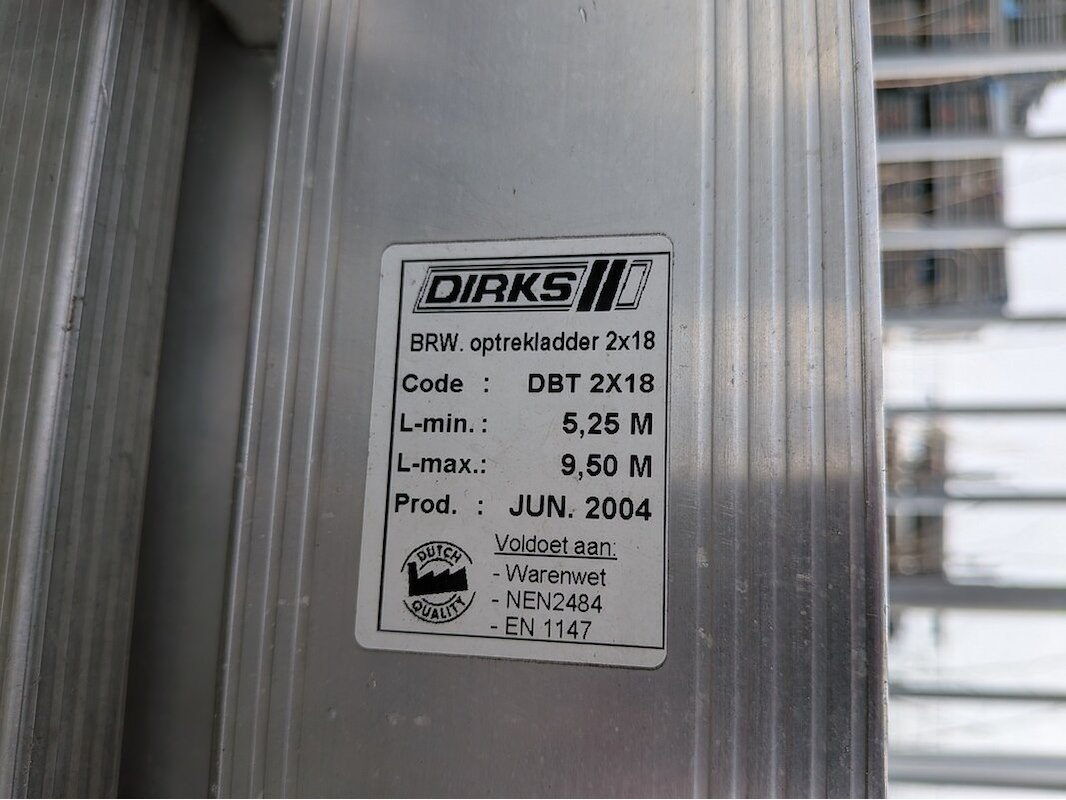 DIRKS
BRW. optrekladder 2x18
Code : DBT 2X18
L-min. : 5,25 M
L-max.: 9,50 M
Prod. : JUN. 2004
DUTCH
QUALITY
Voldoet aan:
- Warenwet
- NEN2484
- EN 1147